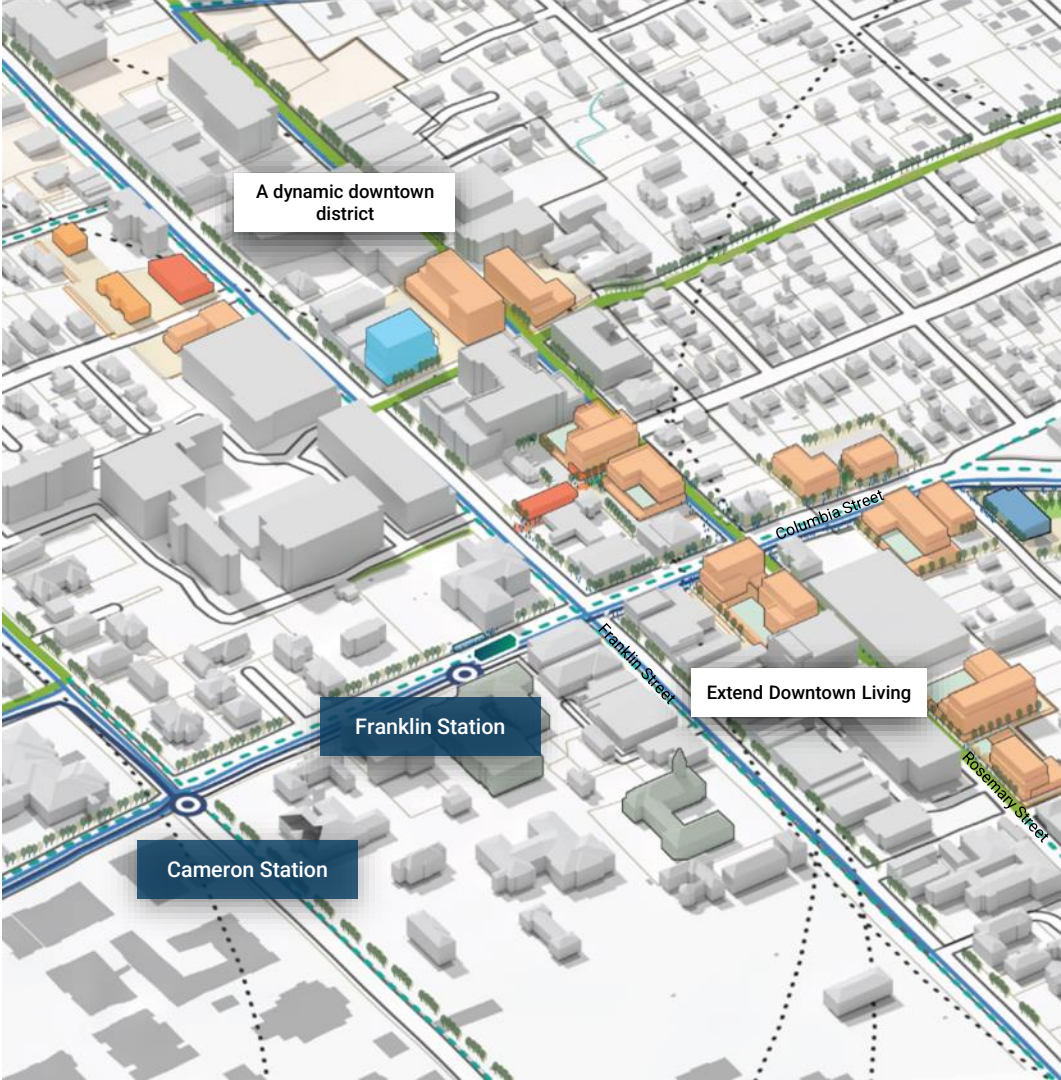 A dynamic downtown
district
Columbia Street
Franklin Street
Extend Downtown Living
Franklin Station
Rosemary Street
Cameron Station